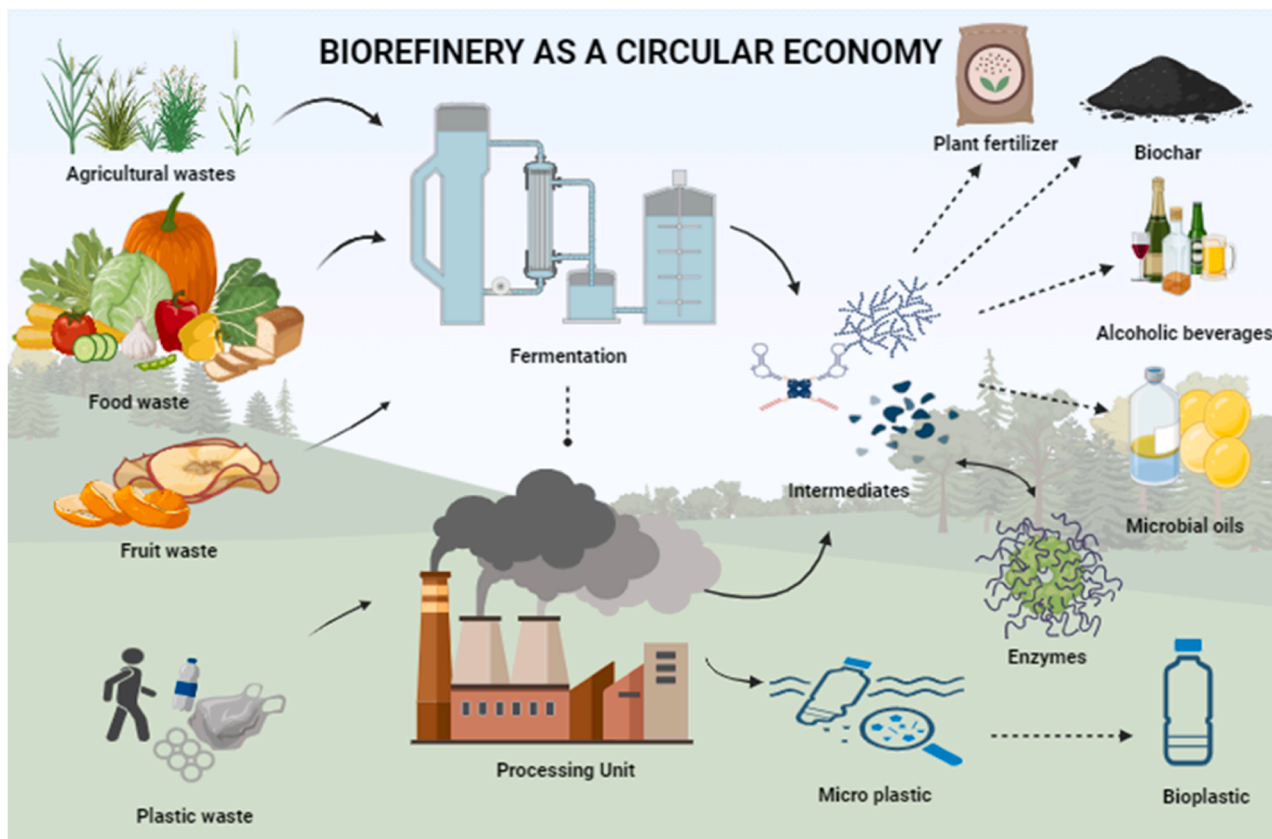 BIOREFINERY AS A CIRCULAR ECONOMY
Agricultural wastes
Plant fertilizer
Biochar
Fermentation
Alcoholic beverages
Food waste
Intermediates
Microbial oils
Fruit waste
Enzymes
Processing Unit
Micro plastic
Bioplastic
Plastic waste